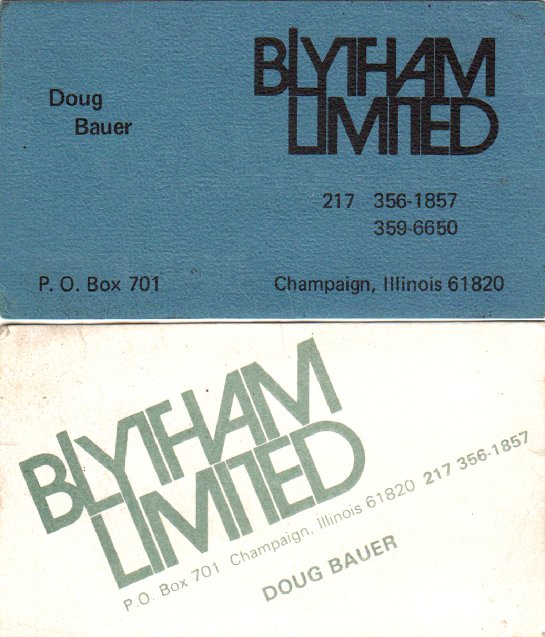 BLYTHAM
LIMITED
Doug
Bauer
217 356-1857
359-6650
P. O. Box 701 Champaign, Illinois 61820
BLYTHAM
LIMITED
P.O. Box 701 Champaign, Illinois 61820 217 356-1857
DOUG BAUER